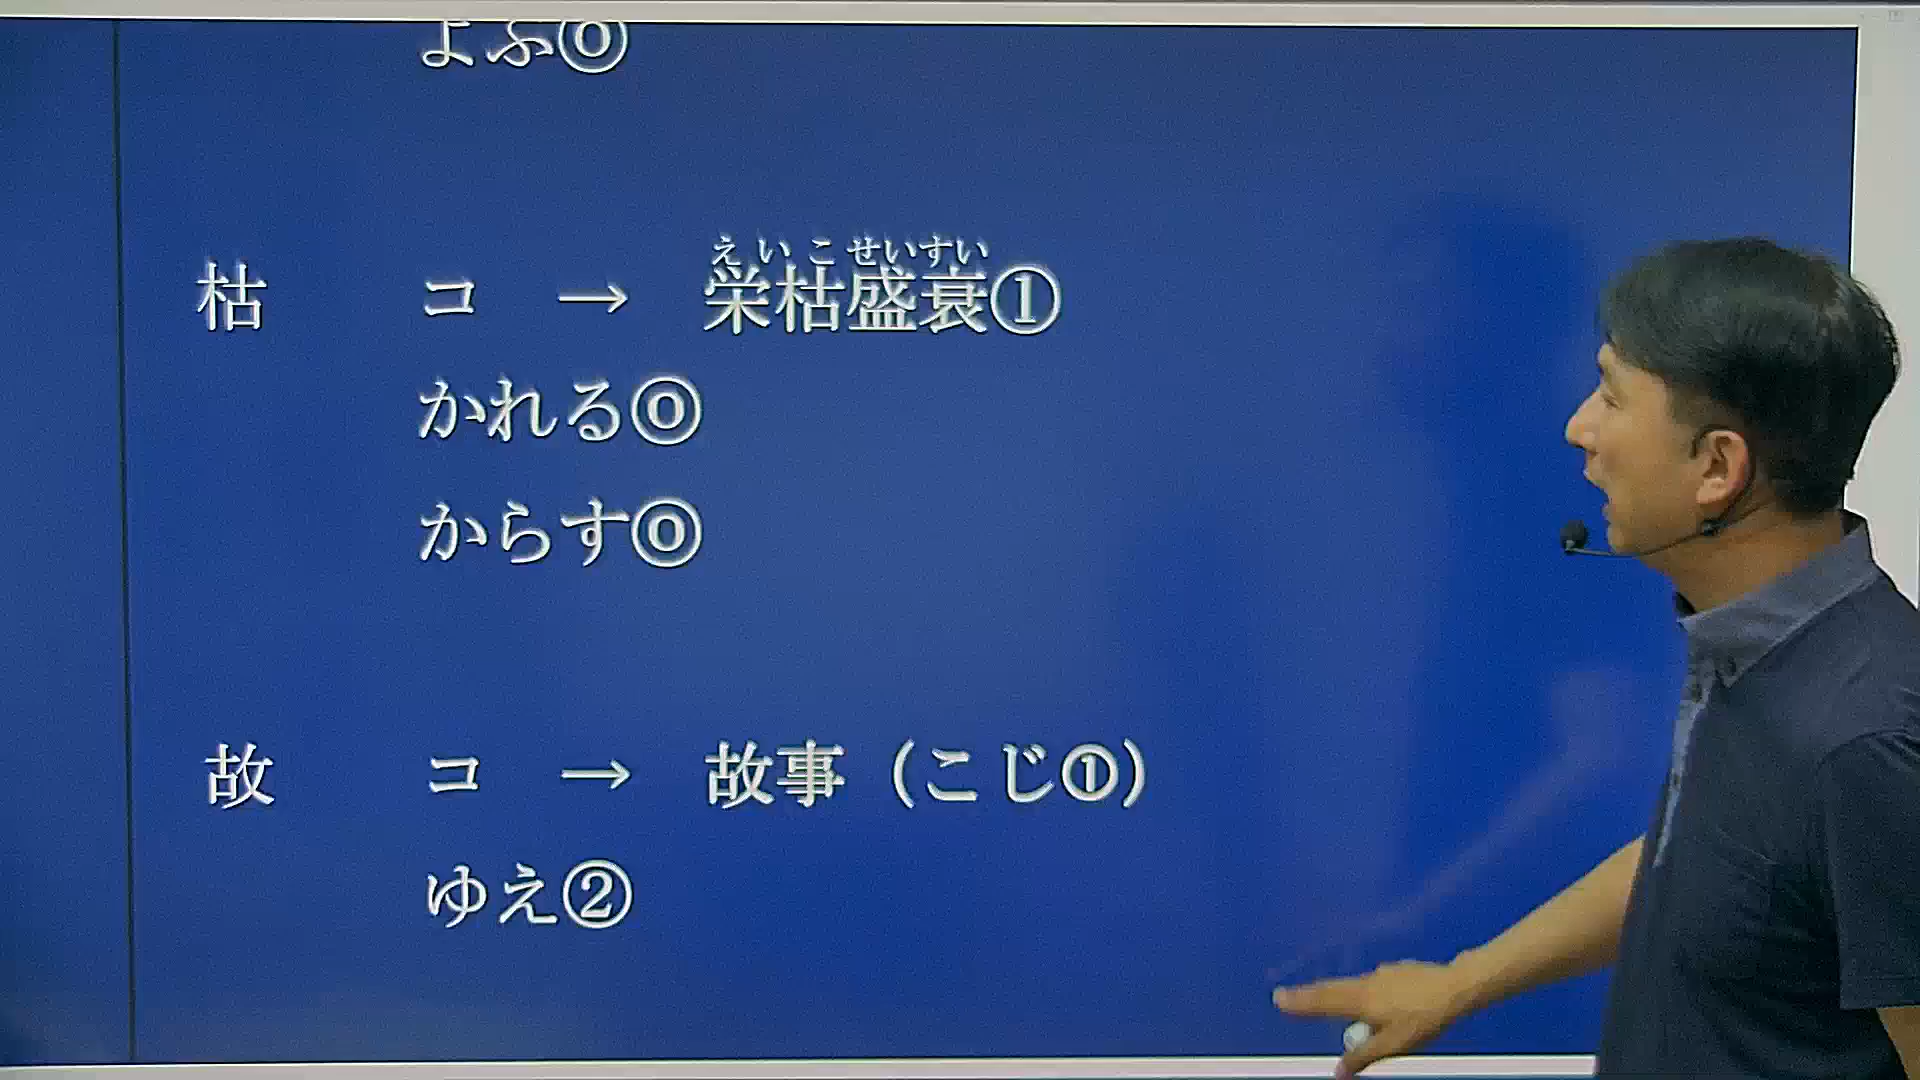 よふ⓪
えいこせいすい
枯 コ → 栄枯盛衰①
かれる⓪
からす⓪
故 コ → 故事（こじ①）
ゆえ②